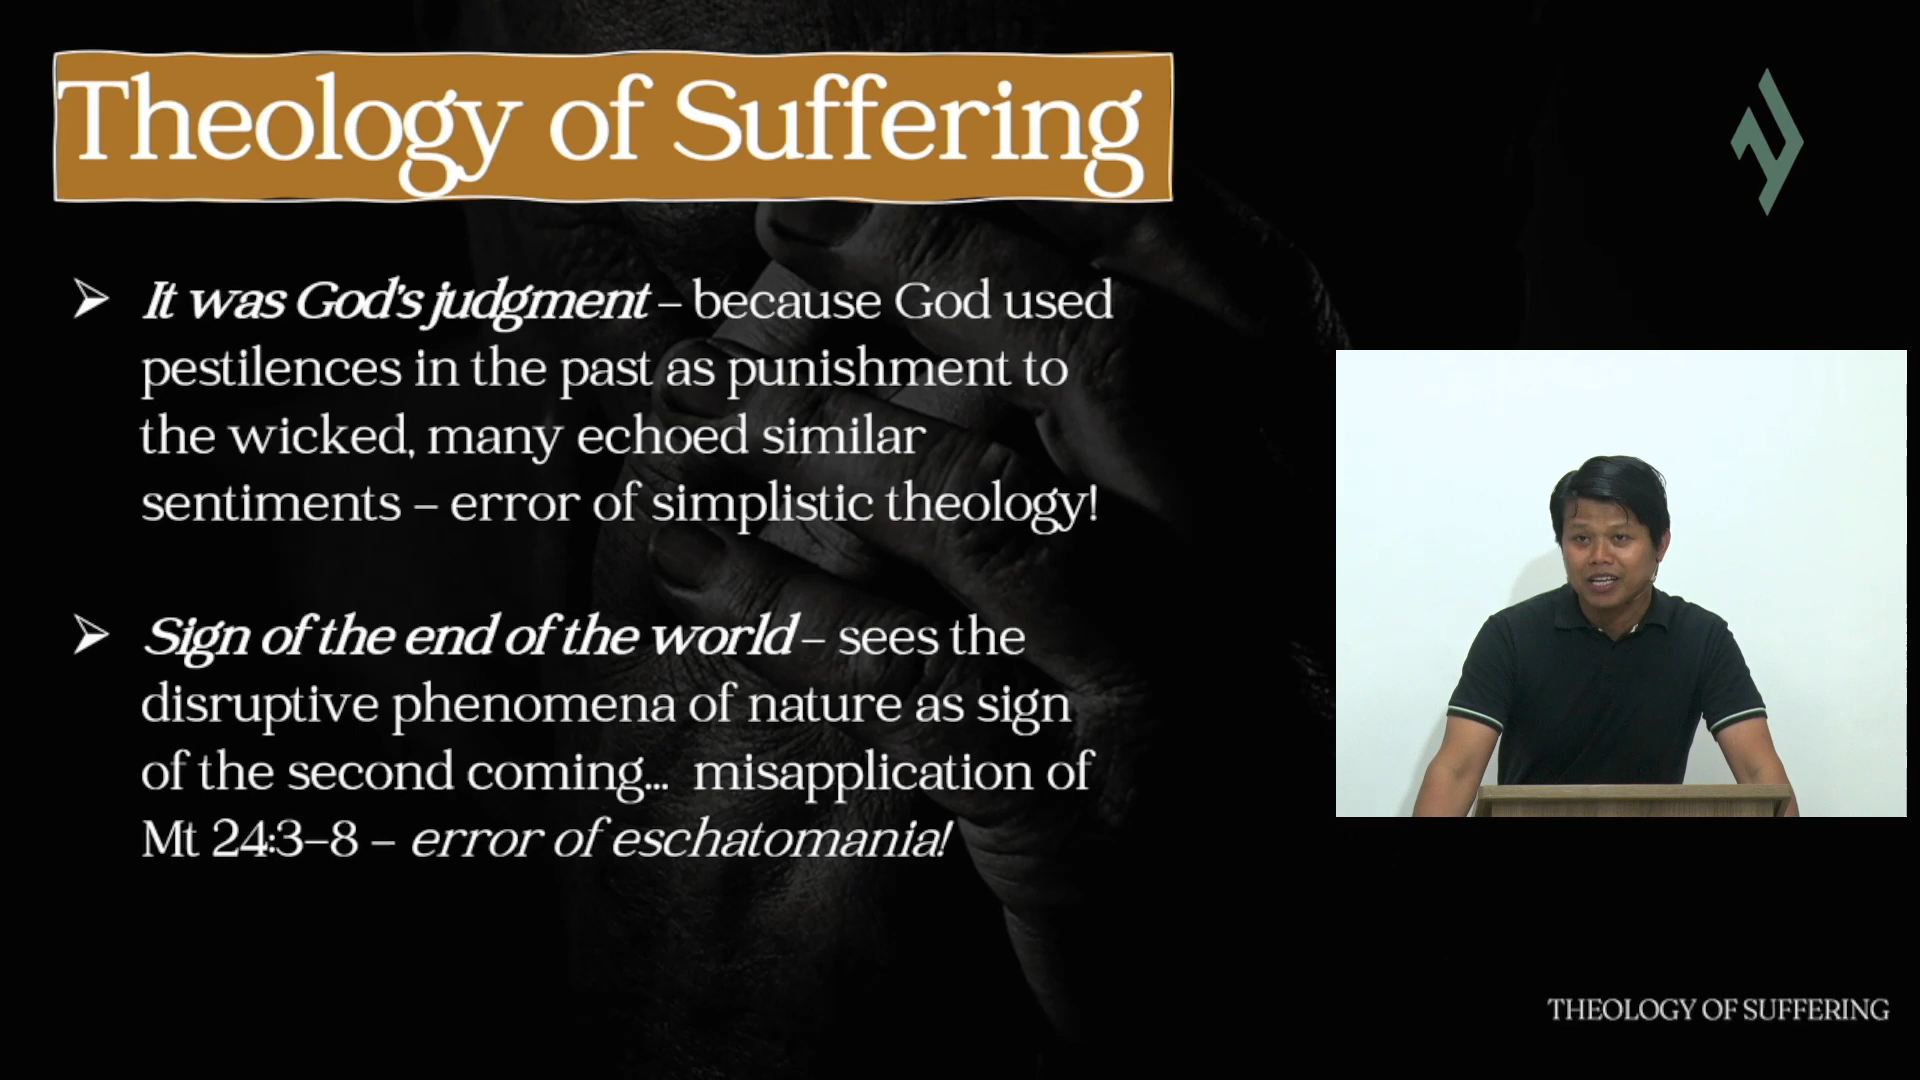 Theology of Suffering
It was God's judgment – because God used
pestilences in the past as punishment to
the wicked, many echoed similar
sentiments – error of simplistic theology!
Sign of the end of the world – sees the
disruptive phenomena of nature as sign
of the second coming... misapplication of
Mt 24:3–8 – error of eschatomania!
THEOLOGY OF SUFFERING